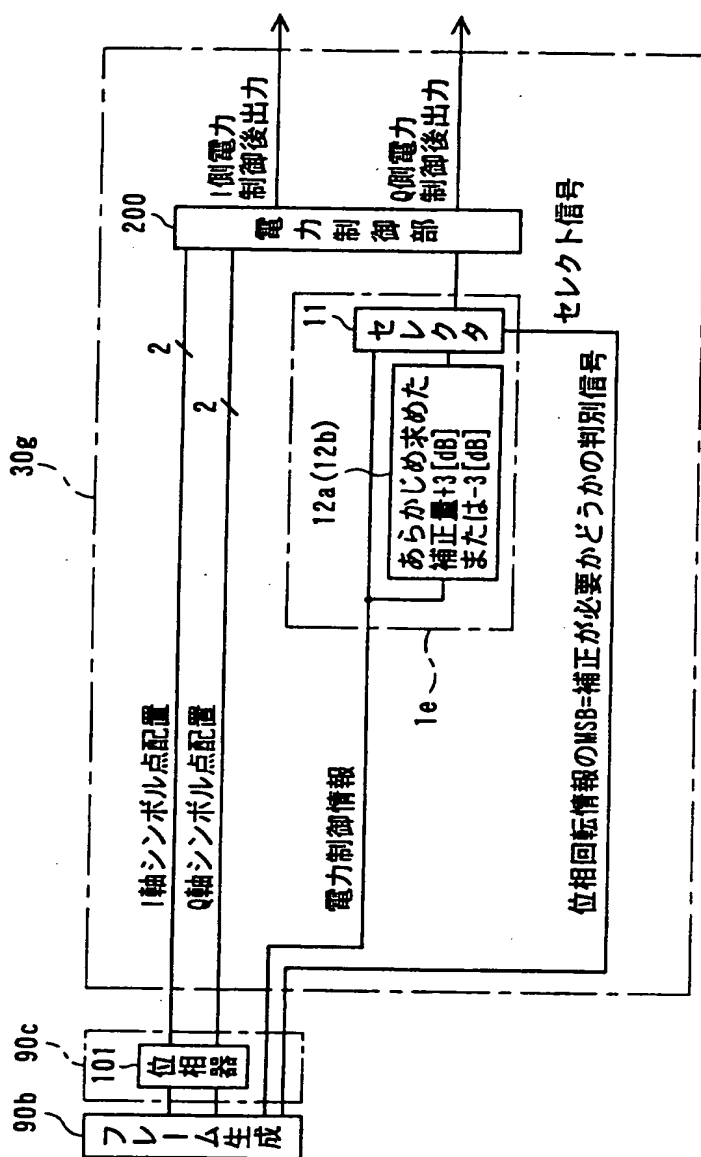 30g
90c
90b
フレーム生成
101
位相器
I軸シンボル点配置
Q軸シンボル点配置
2
2
200
電力制御部
I側電力
制御後出力
Q側電力
制御後出力
電力制御情報
1e
12a(12b)
あらかじめ求めた
補正量+3[dB]
または-3[dB]
11
セレクタ
セレクト信号
位相回転情報のMSB=補正が必要かどうかの判別信号